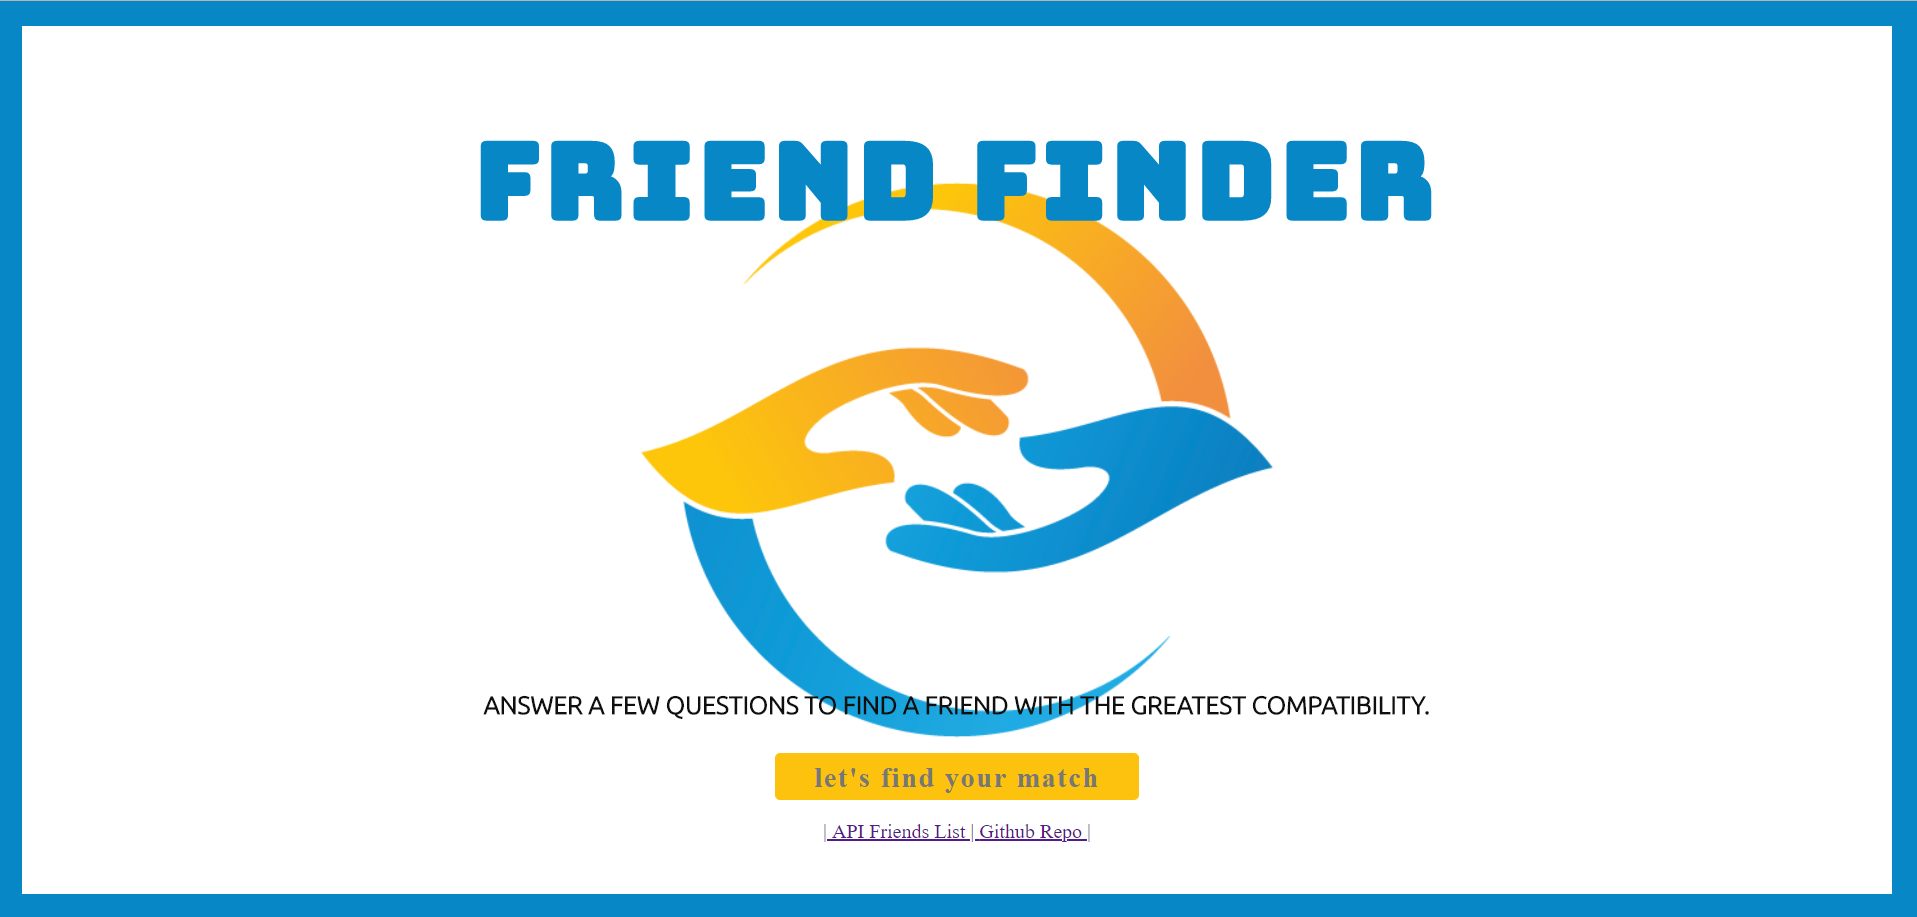 FRIEND FINDER
ANSWER A FEW QUESTIONS TO FIND A FRIEND WITH THE GREATEST COMPATIBILITY.
let's find your match
| API Friends List | Github Repo |